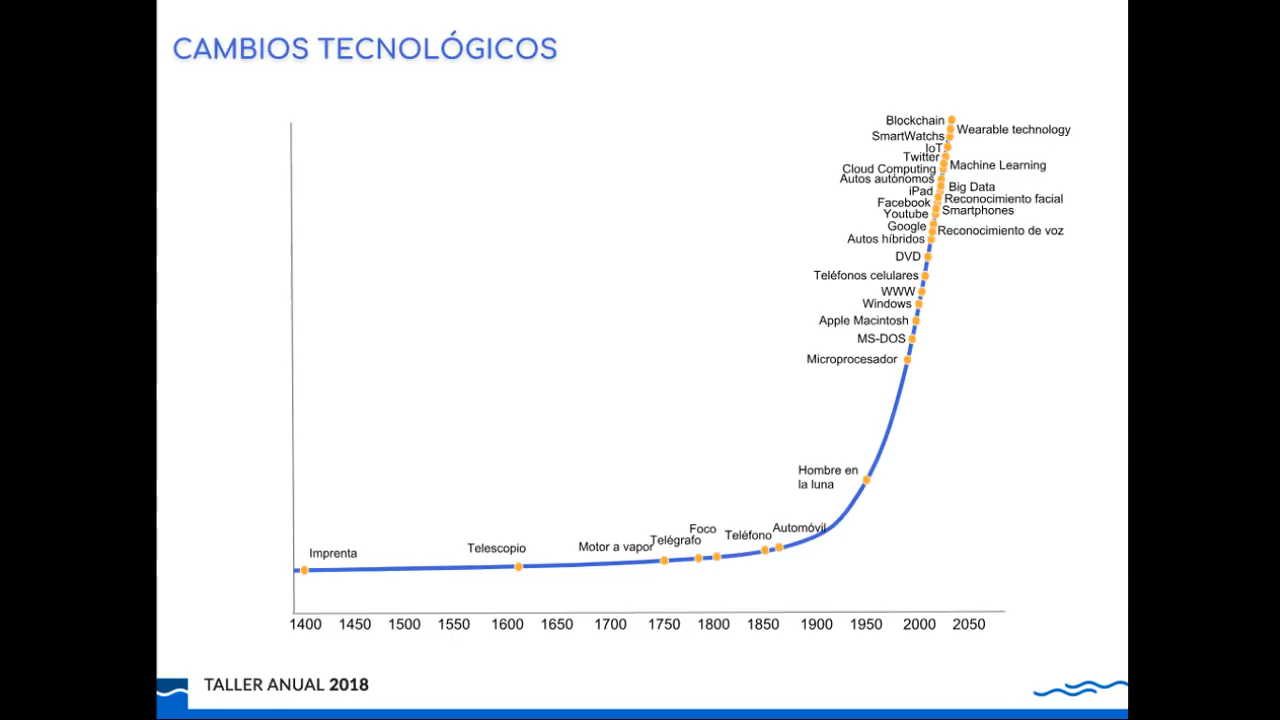 CAMBIOS TECNOLÓGICOS
Blockchain
Wearable technology
SmartWatchs
IoT
Twitter
Machine Learning
Cloud Computing
Autos autónomos
Big Data
iPad
Reconocimiento facial
Facebook
Smartphones
Youtube
Google
Reconocimiento de voz
Autos híbridos
DVD
Teléfonos celulares
WWW
Windows
Apple Macintosh
MS-DOS
Microprocesador
Hombre en
la luna
Automóvil
Foco
Teléfono
Telégrafo
Motor a vapor
Telescopio
Imprenta
1400 1450 1500 1550 1600 1650 1700 1750 1800 1850 1900 1950 2000 2050
TALLER ANUAL 2018